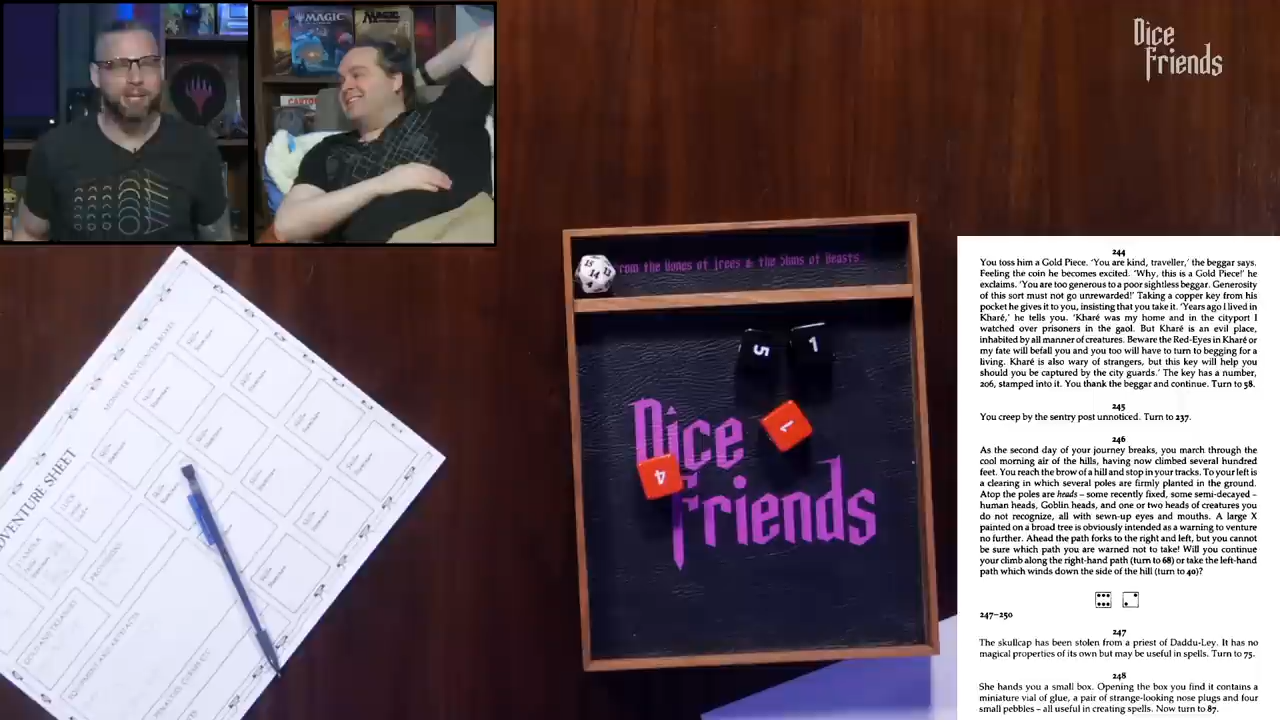 MAGIC
Dice
Friends
from the Bones of Trees & the Skins of Beasts
15
14
13
5
1
1
4
Dice
Friends
ADVENTURE SHEET
MONSTER ENCOUNTER BOXES
PROVISIONS:
244
You toss him a Gold Piece. ‘You are kind, traveller,’ the beggar says.
Feeling the coin he becomes excited. ‘Why, this is a Gold Piece!’ he
exclaims. ‘You are too generous to a poor sightless beggar. Generosity
of this sort must not go unrewarded!’ Taking a copper key from his
pocket he gives it to you, insisting that you take it. ‘Years ago I lived in
Kharé,’ he tells you. ‘Kharé was my home and in the cityport I
watched over prisoners in the gaol. But Kharé is an evil place,
inhabited by all manner of creatures. Beware the Red-Eyes in Kharé or
my fate will befall you and you too will have to turn to begging for a
living. Kharé is also wary of strangers, but this key will help you
should you be captured by the city guards.’ The key has a number,
206, stamped into it. You thank the beggar and continue. Turn to 58.
245
You creep by the sentry post unnoticed. Turn to 237.
246
As the second day of your journey breaks, you march through the
cool morning air of the hills, having now climbed several hundred
feet. You reach the brow of a hill and stop in your tracks. To your left is
a clearing in which several poles are firmly planted in the ground.
Atop the poles are heads – some recently fixed, some semi-decayed –
human heads, Goblin heads, and one or two heads of creatures you
do not recognize, all with sewn-up eyes and mouths. A large X
painted on a broad tree is obviously intended as a warning to venture
no further. Ahead the path forks to the right and left, but you cannot
be sure which path you are warned not to take! Will you continue
your climb along the right-hand path (turn to 68) or take the left-hand
path which winds down the side of the hill (turn to 40)?
247–250
247
The skullcap has been stolen from a priest of Daddu-Ley. It has no
magical properties of its own but may be useful in spells. Turn to 75.
248
She hands you a small box. Opening the box you find it contains a
miniature vial of glue, a pair of strange-looking nose plugs and four
small pebbles – all useful in creating spells. Now turn to 87.